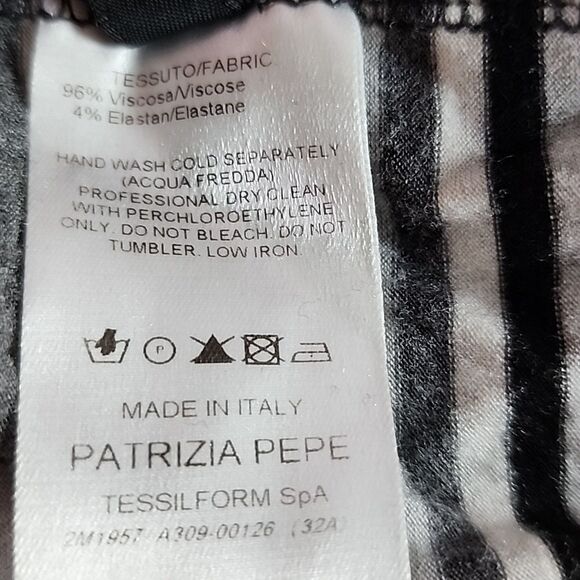 TESSUTO/FABRIC
96% Viscosa/Viscose
4% Elastan/Elastane
HAND WASH COLD SEPARATELY
(ACQUA FREDDA)
PROFESSIONAL DRY CLEAN
WITH PERCHLOROETHYLENE
ONLY. DO NOT BLEACH. DO NOT
TUMBLER. LOW IRON.
P
MADE IN ITALY
PATRIZIA PEPE
TESSILFORM SpA
2M1957 A309-00126 (32A)